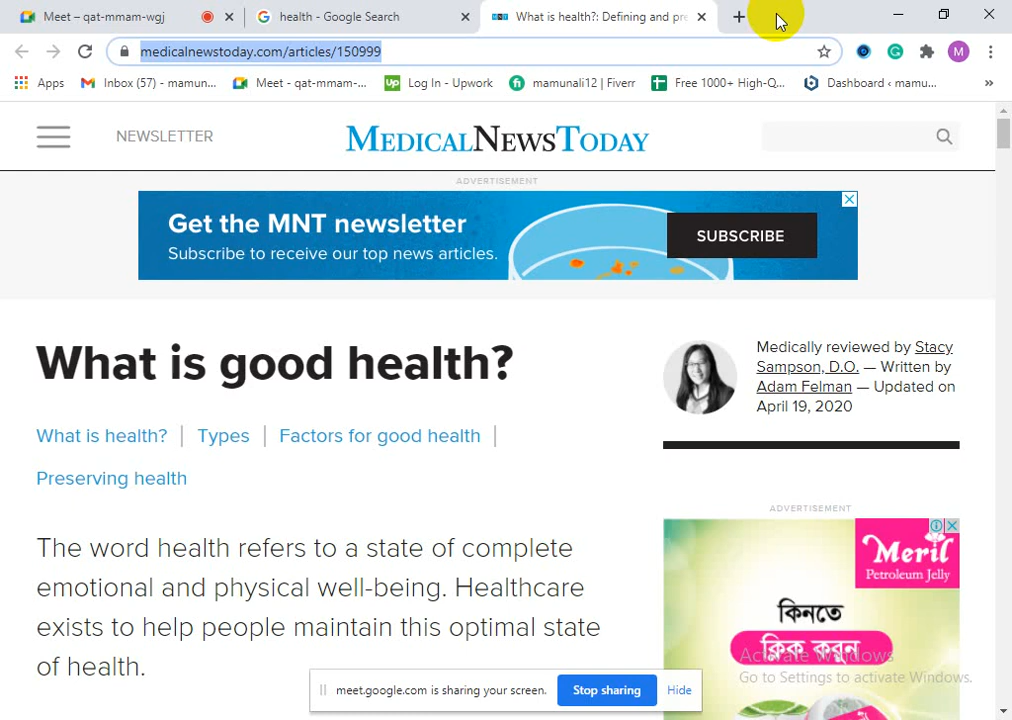 Meet – qat-mmam-wgj
health - Google Search
What is health?: Defining and pre
medicalnewstoday.com/articles/150999
M
Apps
Inbox (57) - mamun...
Meet - qat-mmam-...
Up
Log In - Upwork
fi
mamunali12 | Fiverr
Free 1000+ High-Q...
Dashboard ‹ mamu...
»
NEWSLETTER
MEDICALNEWSTODAY
ADVERTISEMENT
Get the MNT newsletter
Subscribe to receive our top news articles.
SUBSCRIBE
What is good health?
Medically reviewed by Stacy
Sampson, D.O. — Written by
Adam Felman — Updated on
April 19, 2020
What is health? | Types | Factors for good health |
Preserving health
The word health refers to a state of complete
emotional and physical well-being. Healthcare
exists to help people maintain this optimal state
of health.
ADVERTISEMENT
Meril
Petroleum Jelly
কিনতে
ক্লিক করুন
Activate Windows
Go to Settings to activate Windows.
meet.google.com is sharing your screen.
Stop sharing
Hide